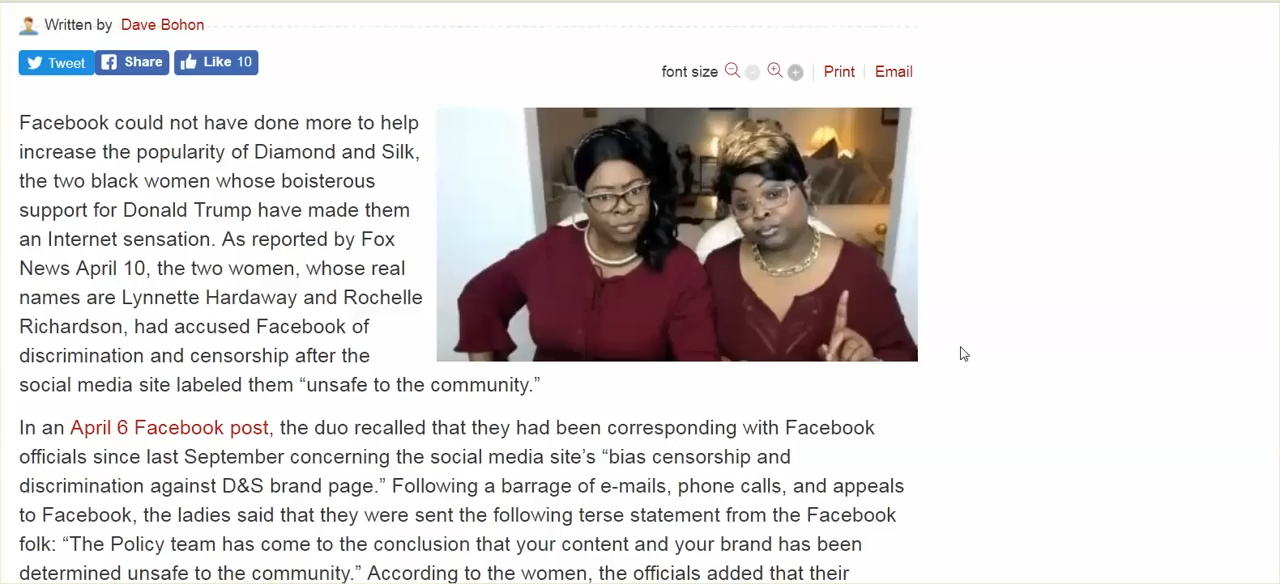 Written by Dave Bohon
Tweet Share Like 10
font size Print Email
Facebook could not have done more to help
increase the popularity of Diamond and Silk,
the two black women whose boisterous
support for Donald Trump have made them
an Internet sensation. As reported by Fox
News April 10, the two women, whose real
names are Lynnette Hardaway and Rochelle
Richardson, had accused Facebook of
discrimination and censorship after the
social media site labeled them “unsafe to the community.”
In an April 6 Facebook post, the duo recalled that they had been corresponding with Facebook
officials since last September concerning the social media site’s “bias censorship and
discrimination against D&S brand page.” Following a barrage of e-mails, phone calls, and appeals
to Facebook, the ladies said that they were sent the following terse statement from the Facebook
folk: “The Policy team has come to the conclusion that your content and your brand has been
determined unsafe to the community.” According to the women, the officials added that their